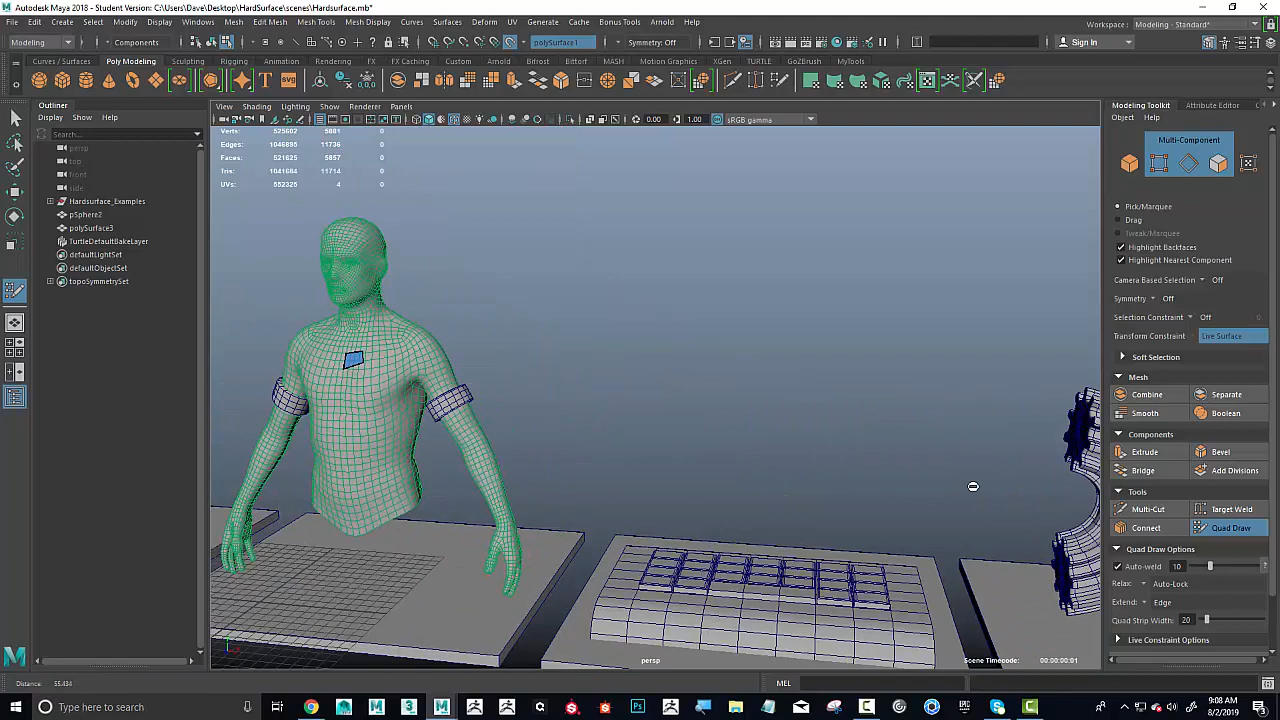 Autodesk Maya 2018 - Student Version: C:\Users\Dave\Desktop\HardSurface\scenes\Hardsurface.mb*
File Edit Create Select Modify Display Windows Mesh Edit Mesh Mesh Tools Mesh Display Curves Surfaces Deform UV Generate Cache Bonus Tools Arnold Help
Workspace : Modeling - Standard*
Modeling Components polySurface1 Symmetry: Off Sign In
Curves / Surfaces Poly Modeling Sculpting Rigging Animation Rendering FX FX Caching Custom Arnold Bifrost Bittorf MASH Motion Graphics XGen TURTLE GoZBrush MyTools
Outliner
Display Show Help
Search...
persp
top
front
side
Hardsurface_Examples
pSphere2
polySurface3
TurtleDefaultBakeLayer
defaultLightSet
defaultObjectSet
topoSymmetrySet
View Shading Lighting Show Renderer Panels
0.00 1.00 sRGB gamma
Verts: 525602 5881 0
Edges: 1046895 11736 0
Faces: 521625 5857 0
Tris: 1041684 11714 0
UVs: 552325 4 0
persp
Scene Timecode: 00:00:00:01
Modeling Toolkit Attribute Editor
Object Help
Multi-Component
Pick/Marquee
Drag
Tweak/Marquee
Highlight Backfaces
Highlight Nearest Component
Camera Based Selection Off
Symmetry Off
Selection Constraint Off 0
Transform Constraint Live Surface
Soft Selection
Mesh
Combine Separate
Smooth Boolean
Components
Extrude Bevel
Bridge Add Divisions
Tools
Multi-Cut Target Weld
Connect Quad Draw
Quad Draw Options
Auto-weld 10 ?
Relax: Auto-Lock
Extend: Edge
Quad Strip Width: 20
Live Constraint Options
Distance: 55.434
MEL
Type here to search
9:08 AM
8/2/2019